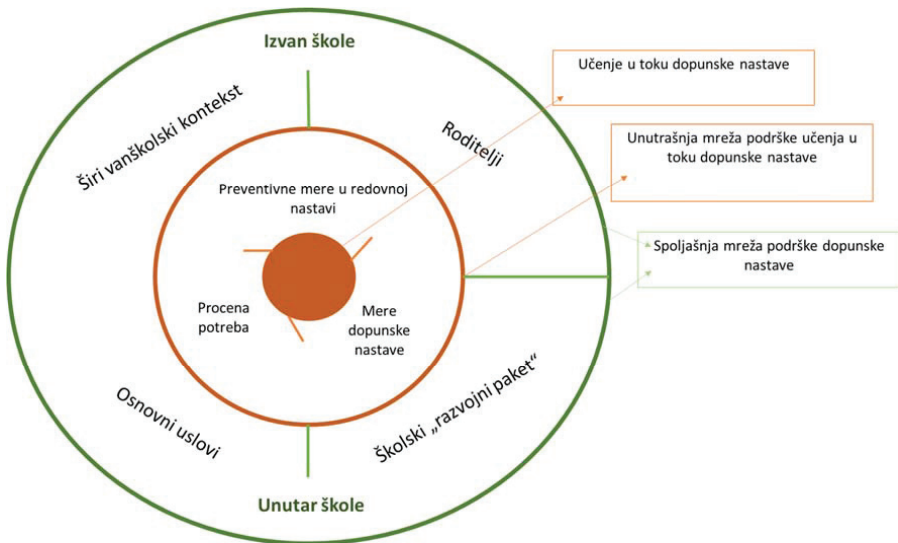 Izvan škole
Širi vanškolski kontekst
Roditelji
Preventivne mere u redovnoj
nastavi
Procena
potreba
Mere
dopunske
nastave
Osnovni uslovi
Školski „razvojni paket“
Unutar škole
Učenje u toku dopunske nastave
Unutrašnja mreža podrške učenja u
toku dopunske nastave
Spoljašnja mreža podrške dopunske
nastave